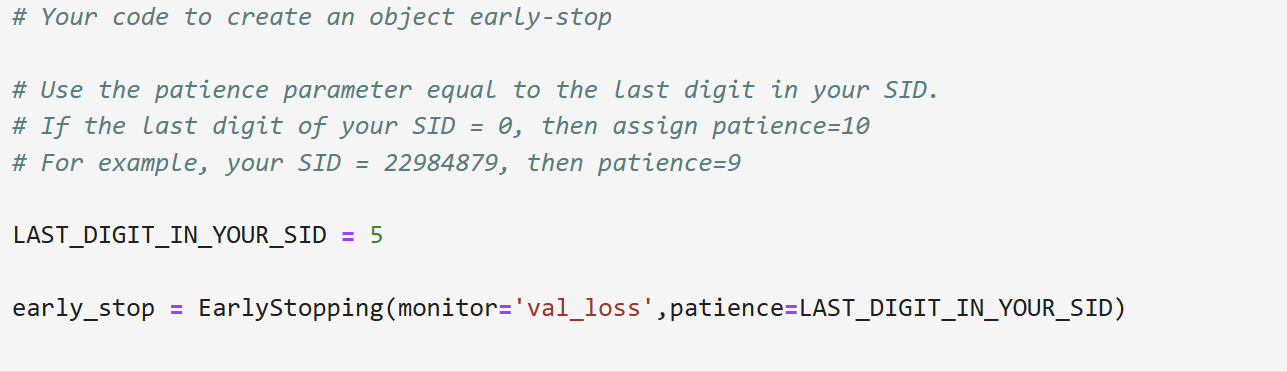 # Your code to create an object early-stop
# Use the patience parameter equal to the last digit in your SID.
# If the last digit of your SID = 0, then assign patience=10
# For example, your SID = 22984879, then patience=9
LAST_DIGIT_IN_YOUR_SID = 5
early_stop = EarlyStopping(monitor='val_loss',patience=LAST_DIGIT_IN_YOUR_SID)